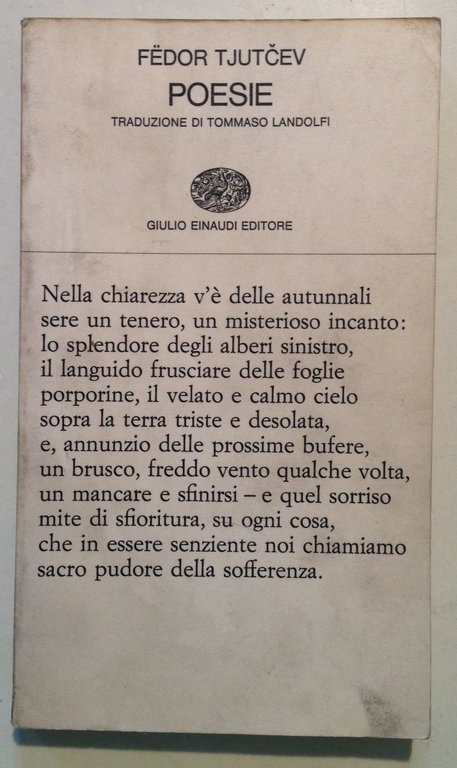 FËDOR TJUTČEV
POESIE
TRADUZIONE DI TOMMASO LANDOLFI
GIULIO EINAUDI EDITORE
Nella chiarezza v'è delle autunnali
sere un tenero, un misterioso incanto:
lo splendore degli alberi sinistro,
il languido frusciare delle foglie
porporine, il velato e calmo cielo
sopra la terra triste e desolata,
e, annunzio delle prossime bufere,
un brusco, freddo vento qualche volta,
un mancare e sfinirsi – e quel sorriso
mite di sfioritura, su ogni cosa,
che in essere senziente noi chiamiamo
sacro pudore della sofferenza.